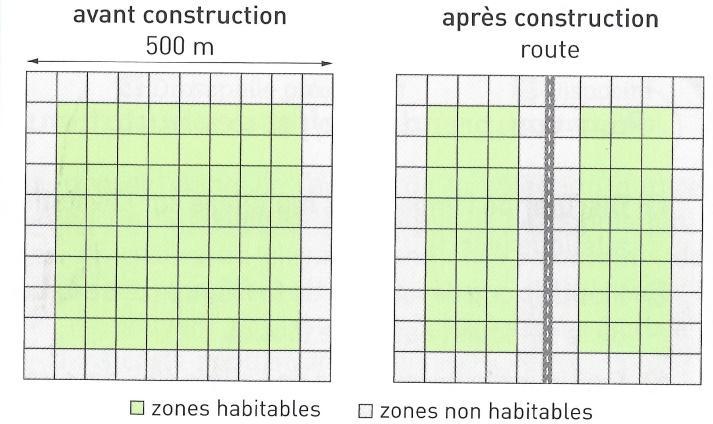 avant construction
500 m
après construction
route
zones habitables
zones non habitables